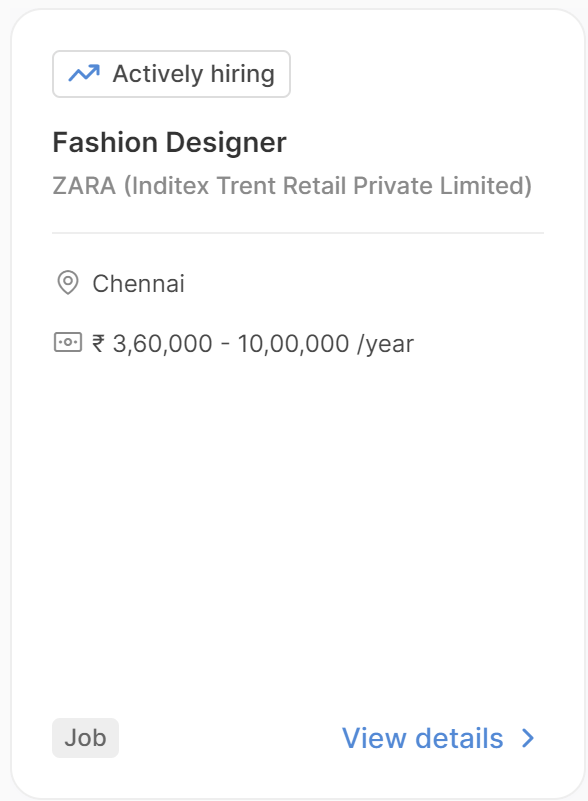 Actively hiring
Fashion Designer
ZARA (Inditex Trent Retail Private Limited)
Chennai
₹ 3,60,000 - 10,00,000 /year
Job
View details